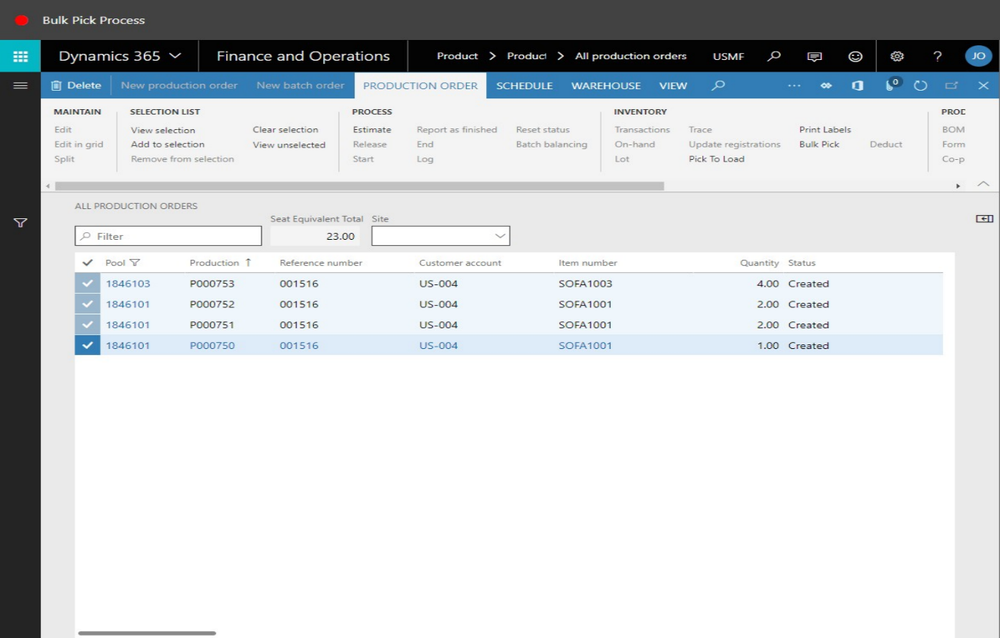 Bulk Pick Process
Dynamics 365 Finance and Operations Product > Product > All production orders USMF ? JO
Delete New production order New batch order PRODUCTION ORDER SCHEDULE WAREHOUSE VIEW ... 0
MAINTAIN SELECTION LIST PROCESS INVENTORY PROD
Edit View selection Clear selection Estimate Report as finished Reset status Transactions Trace Print Labels BOM
Edit in grid Add to selection View unselected Release End Batch balancing On-hand Update registrations Bulk Pick Deduct Form
Split Remove from selection Start Log Lot Pick To Load Co-p
ALL PRODUCTION ORDERS
Seat Equivalent Total Site
Filter 23.00
Pool Production ↑ Reference number Customer account Item number Quantity Status
1846103 P000753 001516 US-004 SOFA1003 4.00 Created
1846101 P000752 001516 US-004 SOFA1001 2.00 Created
1846101 P000751 001516 US-004 SOFA1001 2.00 Created
1846101 P000750 001516 US-004 SOFA1001 1.00 Created